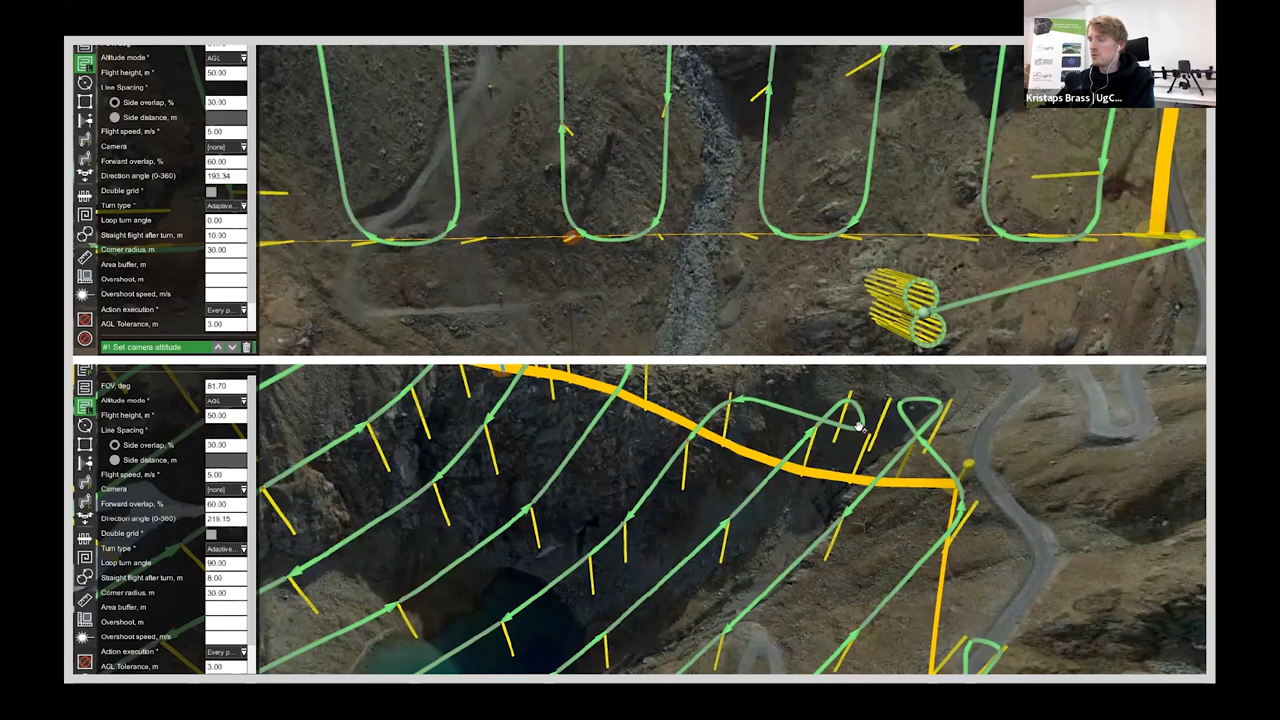 Altitude mode * AGL
Flight height, m * 50.00
Line Spacing *
Side overlap, % 30.00
Side distance, m
Flight speed, m/s * 5.00
Camera [none]
Forward overlap, % 60.00
Direction angle (0-360) 193.34
Double grid *
Turn type * Adaptive...
Loop turn angle 0.00
Straight flight after turn, m 10.00
Corner radius, m 30.00
Area buffer, m
Overshoot, m
Overshoot speed, m/s
Action execution * Every p...
AGL Tolerance, m 3.00
#1 Set camera attitude
Kristaps Brass | UgC...
FOV, deg 81.70
Altitude mode * AGL
Flight height, m * 50.00
Line Spacing *
Side overlap, % 30.00
Side distance, m
Flight speed, m/s * 5.00
Camera [none]
Forward overlap, % 60.00
Direction angle (0-360) 219.15
Double grid *
Turn type * Adaptive...
Loop turn angle 90.00
Straight flight after turn, m 8.00
Corner radius, m 30.00
Area buffer, m
Overshoot, m
Overshoot speed, m/s
Action execution * Every p...
AGL Tolerance, m 3.00